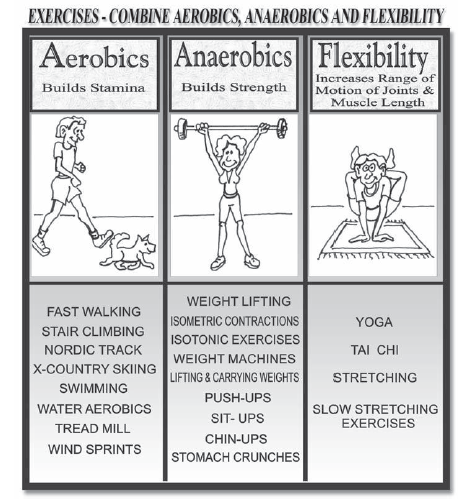 EXERCISES - COMBINE AEROBICS, ANAEROBICS AND FLEXIBILITY
Aerobics
Builds Stamina
Anaerobics
Builds Strength
Flexibility
Increases Range of
Motion of Joints &
Muscle Length
FAST WALKING
STAIR CLIMBING
NORDIC TRACK
X-COUNTRY SKIING
SWIMMING
WATER AEROBICS
TREAD MILL
WIND SPRINTS
WEIGHT LIFTING
ISOMETRIC CONTRACTIONS
ISOTONIC EXERCISES
WEIGHT MACHINES
LIFTING & CARRYING WEIGHTS
PUSH-UPS
SIT- UPS
CHIN-UPS
STOMACH CRUNCHES
YOGA
TAI CHI
STRETCHING
SLOW STRETCHING
EXERCISES